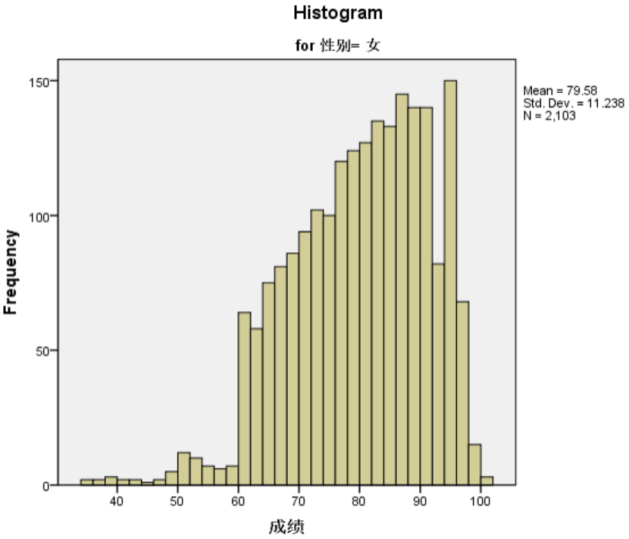 Histogram
for 性别= 女
Mean = 79.58
Std. Dev. = 11.238
N = 2,103
150
100
50
0
Frequency
40 50 60 70 80 90 100
成绩